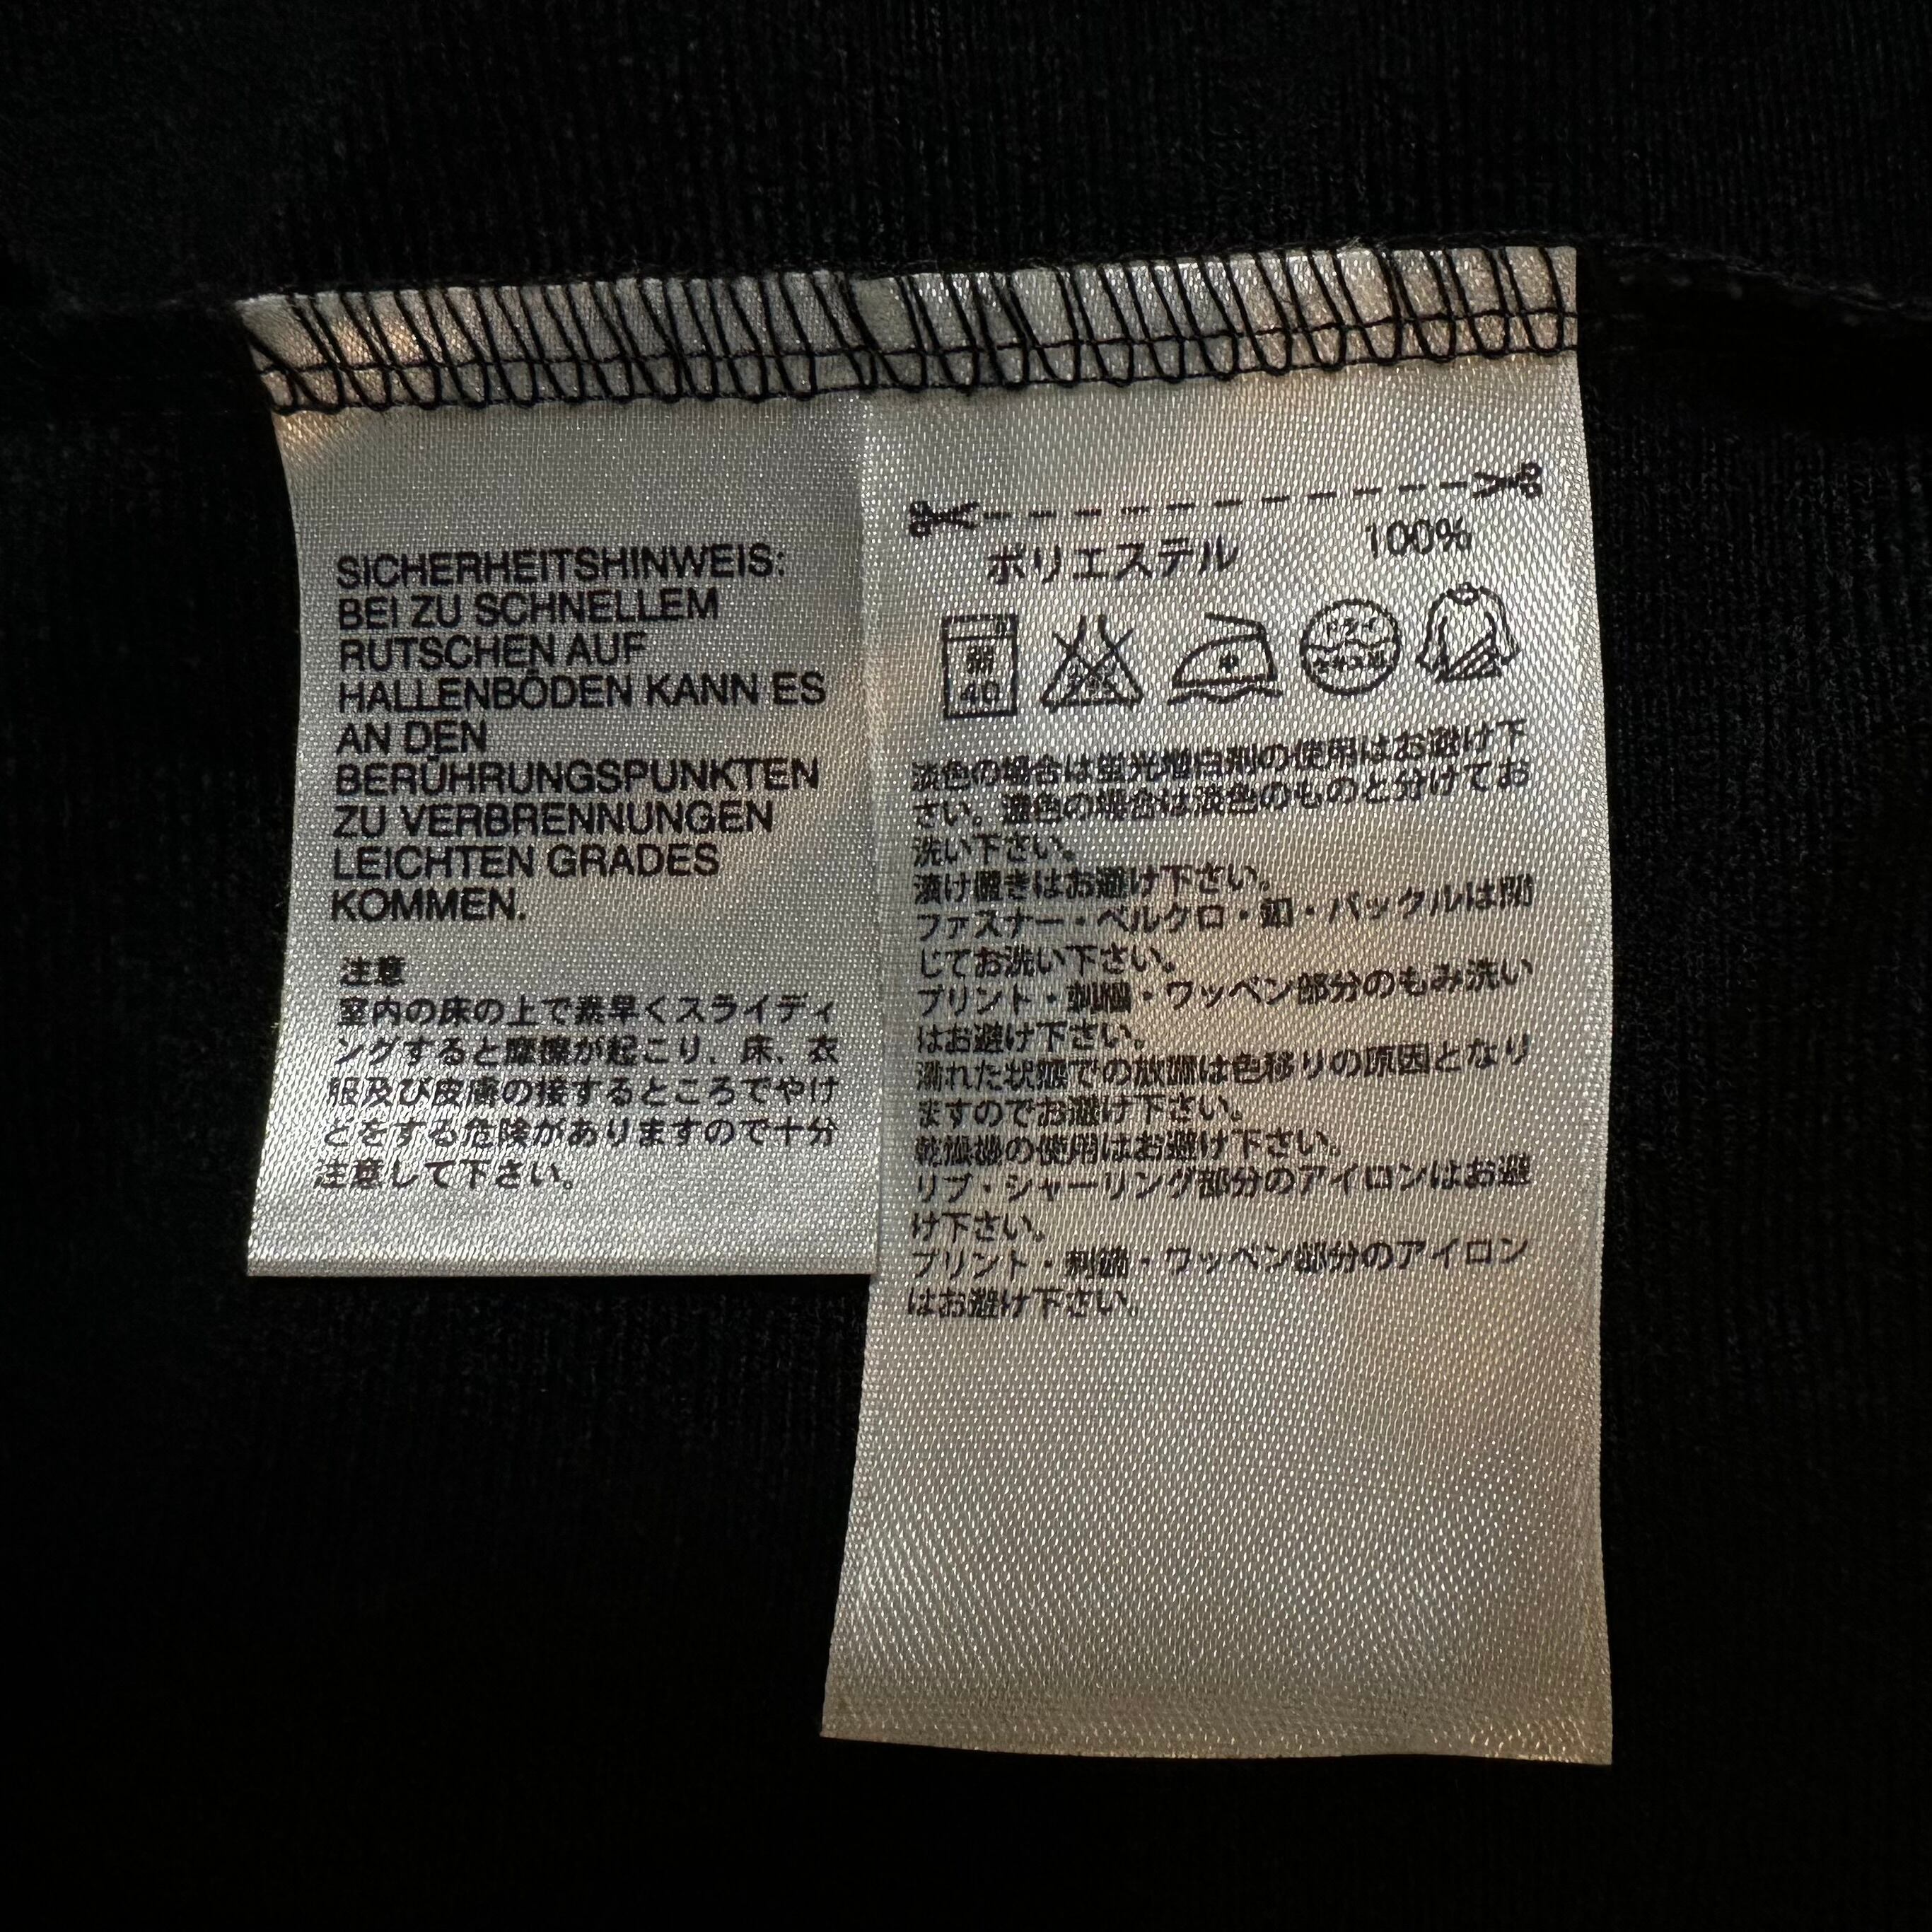 SICHERHEITSHINWEIS:
BEI ZU SCHNELLEM
RUTSCHEN AUF
HALLENBÖDEN KANN ES
AN DEN
BERÜHRUNGSPUNKTEN
ZU VERBRENNUNGEN
LEICHTEN GRADES
KOMMEN.
注意
室内の床の上で素早くスライディ
ングすると摩擦が起こり、床、衣
服及び皮膚の接するところでやけ
どをする危険がありますので十分
注意して下さい。
ポリエステル 100%
40
淡色の場合は蛍光増白剤の使用はお避け下
さい。濃色の場合は淡色のものと分けてお
洗い下さい。
漬け置きはお避け下さい。
ファスナー・ベルクロ・釦・バックルは閉
じてお洗い下さい。
プリント・刺繍・ワッペン部分のもみ洗い
はお避け下さい。
濡れた状態での放置は色移りの原因となり
ますのでお避け下さい。
乾燥機の使用はお避け下さい。
リブ・シャーリング部分のアイロンはお避
け下さい。
プリント・刺繍・ワッペン部分のアイロン
はお避け下さい。